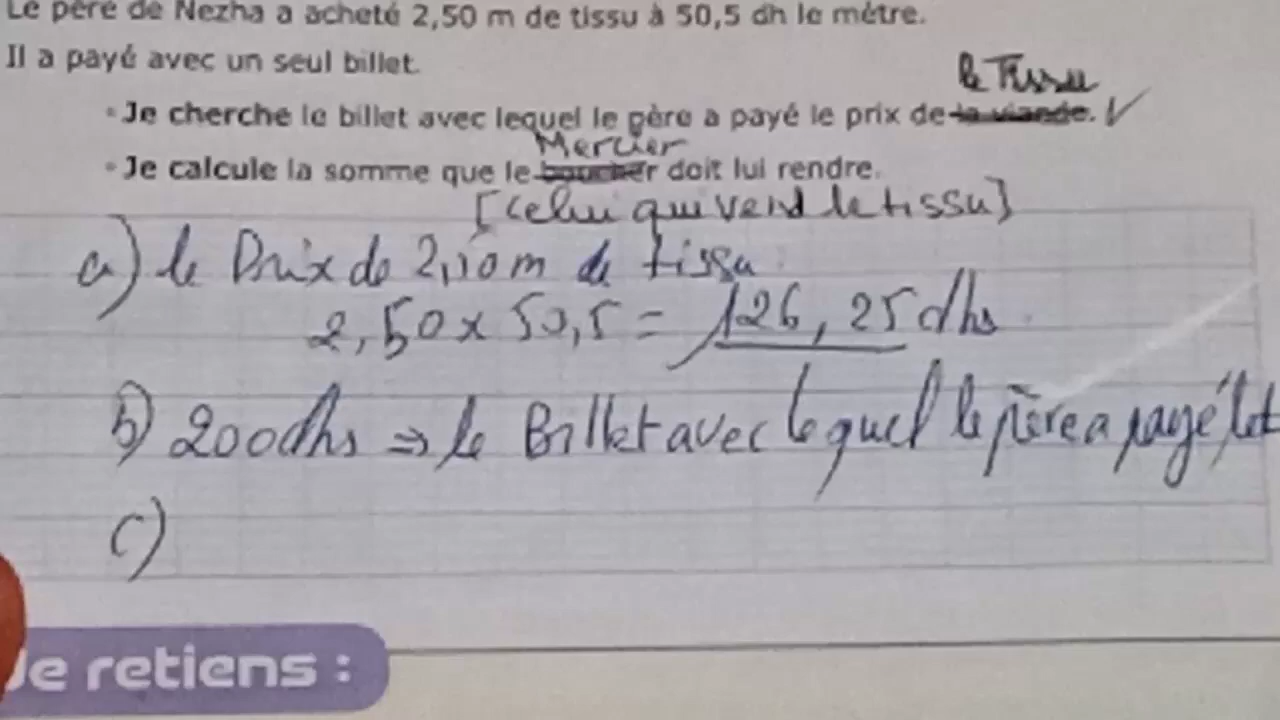 Le père de Nezha a acheté 2,50 m de tissu à 50,5 dh le mètre.
Il a payé avec un seul billet.
le Tissu
• Je cherche le billet avec lequel le père a payé le prix de la viande. ✓
Mercier
• Je calcule la somme que le boucher doit lui rendre.
[celui qui vend le tissu]
a) le Prix de 2,50m de tissu
2,50 x 50,5 = 126,25 dhs
b) 200dhs ⇒ le Billet avec lequel le père a payé
c)
Je retiens :